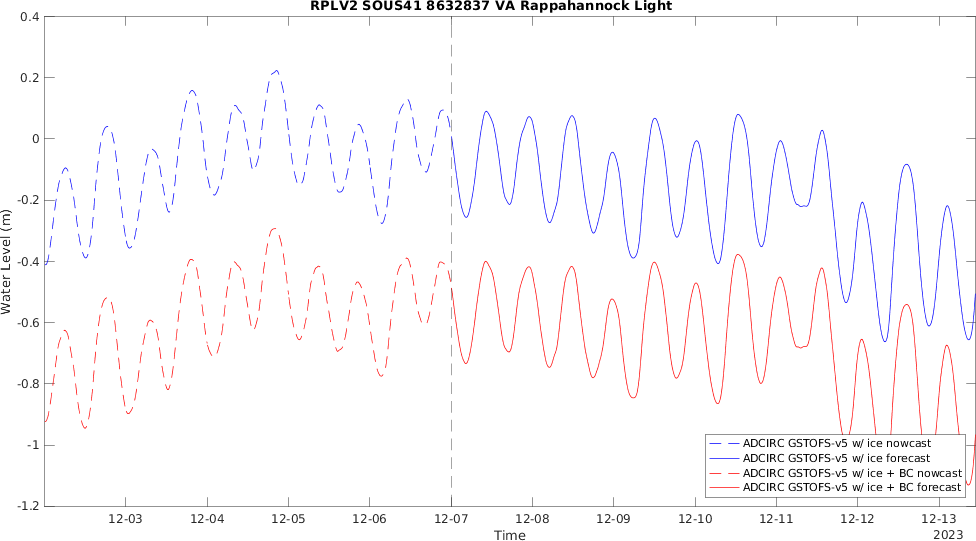 RPLV2 SOUS41 8632837 VA Rappahannock Light
0.4
0.2
0
-0.2
-0.4
-0.6
-0.8
-1
-1.2
Water Level (m)
ADCIRC GSTOFS-v5 w/ ice nowcast
ADCIRC GSTOFS-v5 w/ ice forecast
ADCIRC GSTOFS-v5 w/ ice + BC nowcast
ADCIRC GSTOFS-v5 w/ ice + BC forecast
12-03 12-04 12-05 12-06 12-07 12-08 12-09 12-10 12-11 12-12 12-13
Time
2023